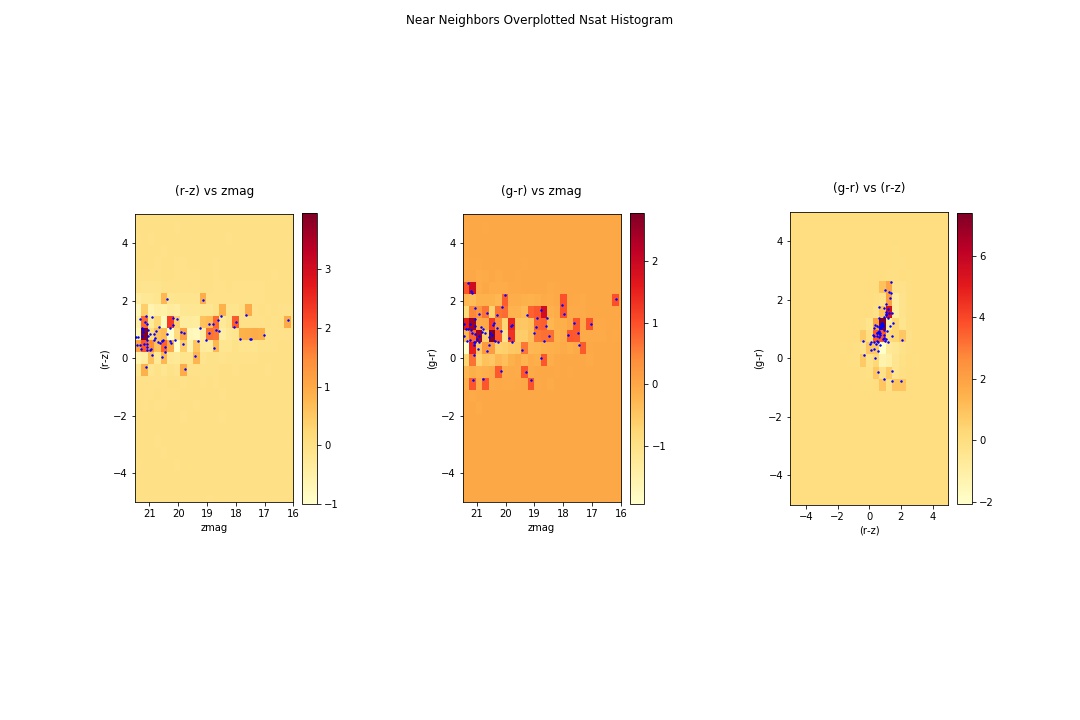 Near Neighbors Overplotted Nsat Histogram
(r-z) vs zmag
(r-z)
4
2
0
−2
−4
21 20 19 18 17 16
zmag
3
2
1
0
−1
(g-r) vs zmag
(g-r)
4
2
0
−2
−4
21 20 19 18 17 16
zmag
2
1
0
−1
(g-r) vs (r-z)
(g-r)
4
2
0
−2
−4
−4 −2 0 2 4
(r-z)
6
4
2
0
−2